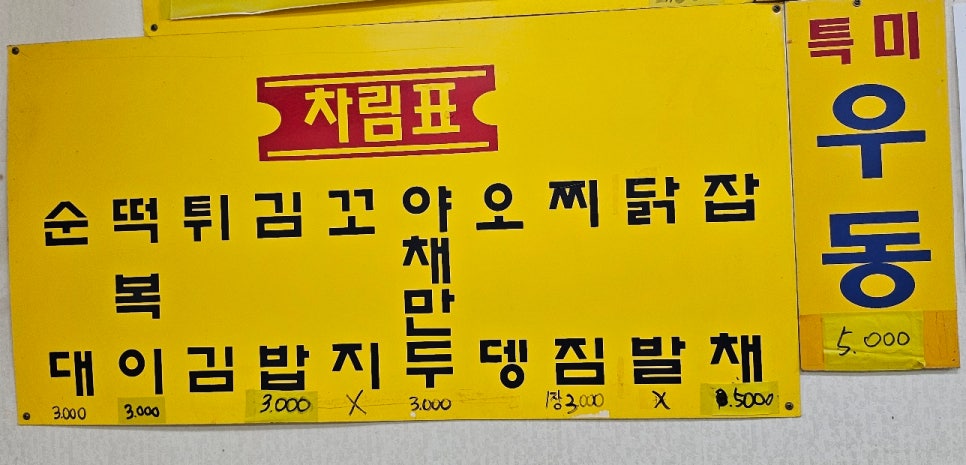 차림표
순대
3.000
떡복이
3.000
튀김
김밥
3.000
꼬지
X
야채만두
3.000
오뎅
찌짐
1장 3,000
닭발
X
잡채
5000
특미
우동
5.000